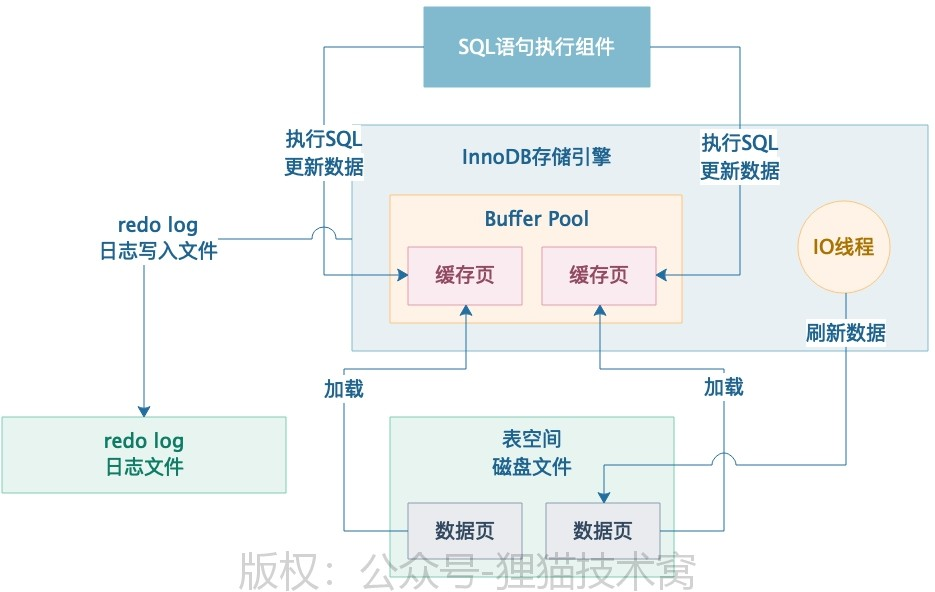 SQL语句执行组件
执行SQL
更新数据
执行SQL
更新数据
InnoDB存储引擎
redo log
日志写入文件
Buffer Pool
缓存页
缓存页
IO线程
刷新数据
加载
加载
redo log
日志文件
表空间
磁盘文件
数据页
数据页
版权：公众号-狸猫技术窝